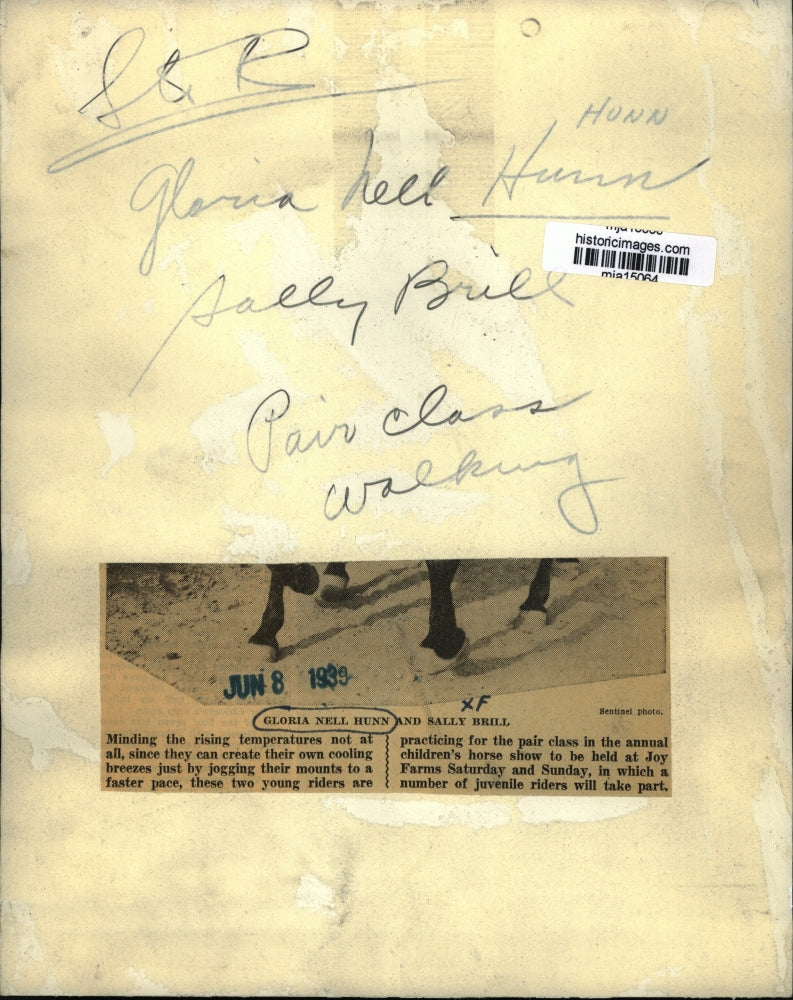 S & R
HUNN
Gloria Nell Hunn
historicimages.com
mja15064
Sally Brill
Pair class
walking
JUN 8 1939
XF
Sentinel photo.
GLORIA NELL HUNN AND SALLY BRILL
Minding the rising temperatures not at
all, since they can create their own cooling
breezes just by jogging their mounts to a
faster pace, these two young riders are
practicing for the pair class in the annual
children's horse show to be held at Joy
Farms Saturday and Sunday, in which a
number of juvenile riders will take part.